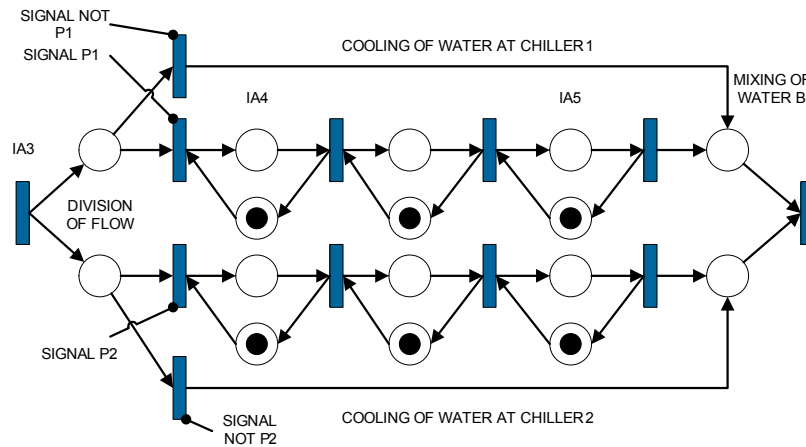 SIGNAL NOT
P1
SIGNAL P1
COOLING OF WATER AT CHILLER 1
MIXING OF
WATER B
IA3
IA4
IA5
DIVISION
OF FLOW
SIGNAL P2
SIGNAL
NOT P2
COOLING OF WATER AT CHILLER 2